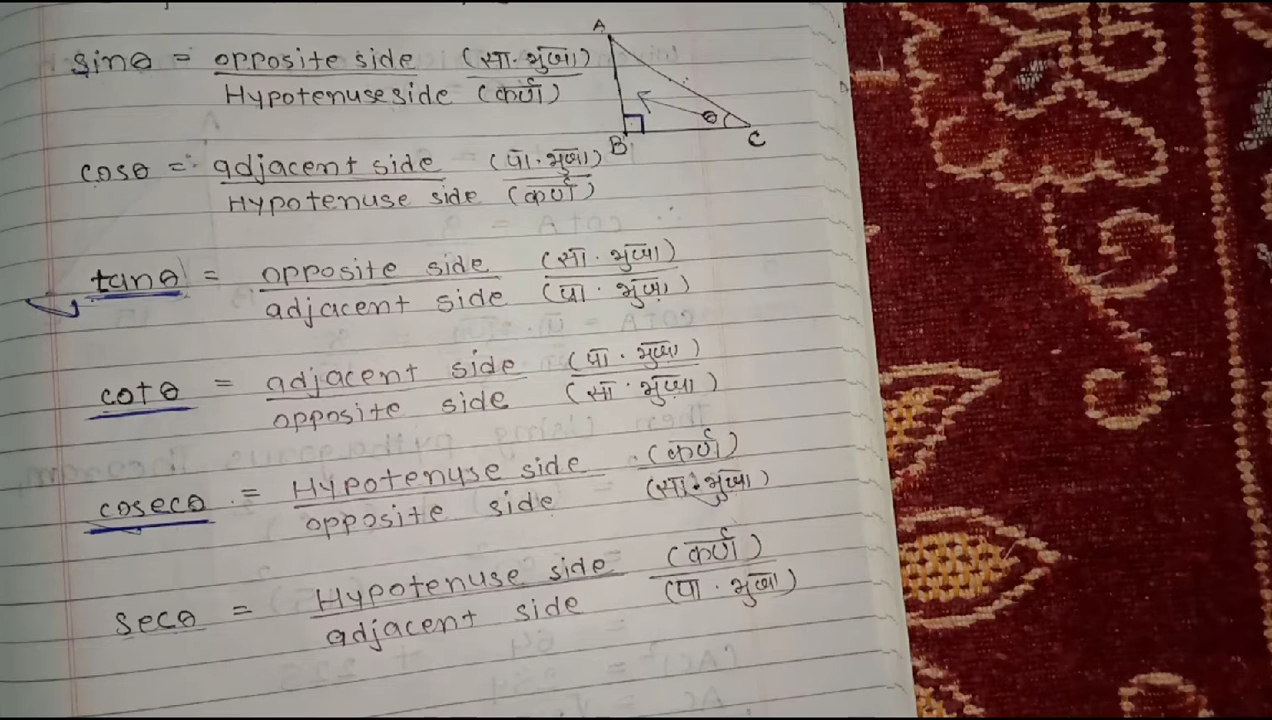 sinθ = opposite side (सा. भुजा)
Hypotenuse side (कर्ण)
A
B
C
θ
cosθ = adjacent side (पा. भुजा)
Hypotenuse side (कर्ण)
tanθ = opposite side (सा. भुजा)
adjacent side (पा. भुजा)
cotθ = adjacent side (पा. भुजा)
opposite side (सा. भुजा)
cosecθ = Hypotenuse side (कर्ण)
opposite side (सा. भुजा)
secθ = Hypotenuse side (कर्ण)
adjacent side (पा. भुजा)